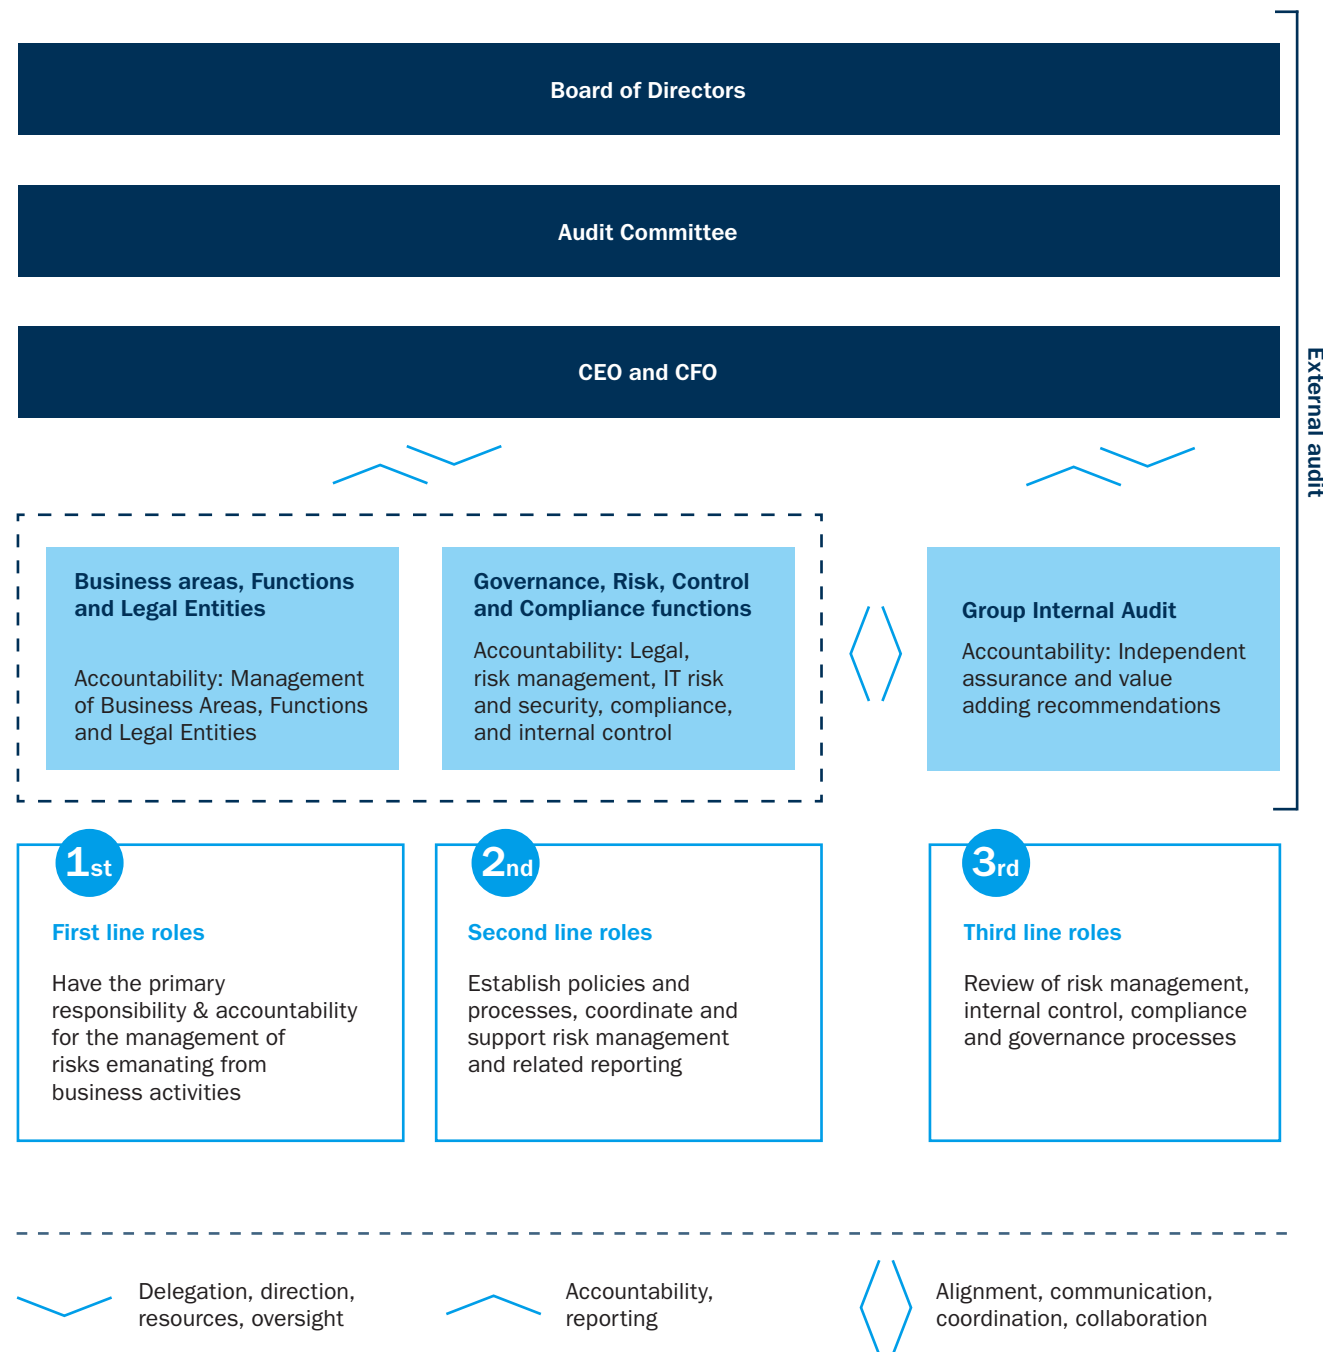 Board of Directors
Audit Committee
CEO and CFO
External audit
Business areas, Functions
and Legal Entities
Accountability: Management
of Business Areas, Functions
and Legal Entities
Governance, Risk, Control
and Compliance functions
Accountability: Legal,
risk management, IT risk
and security, compliance,
and internal control
Group Internal Audit
Accountability: Independent
assurance and value
adding recommendations
1st
First line roles
Have the primary
responsibility & accountability
for the management of
risks emanating from
business activities
2nd
Second line roles
Establish policies and
processes, coordinate and
support risk management
and related reporting
3rd
Third line roles
Review of risk management,
internal control, compliance
and governance processes
Delegation, direction,
resources, oversight
Accountability,
reporting
Alignment, communication,
coordination, collaboration